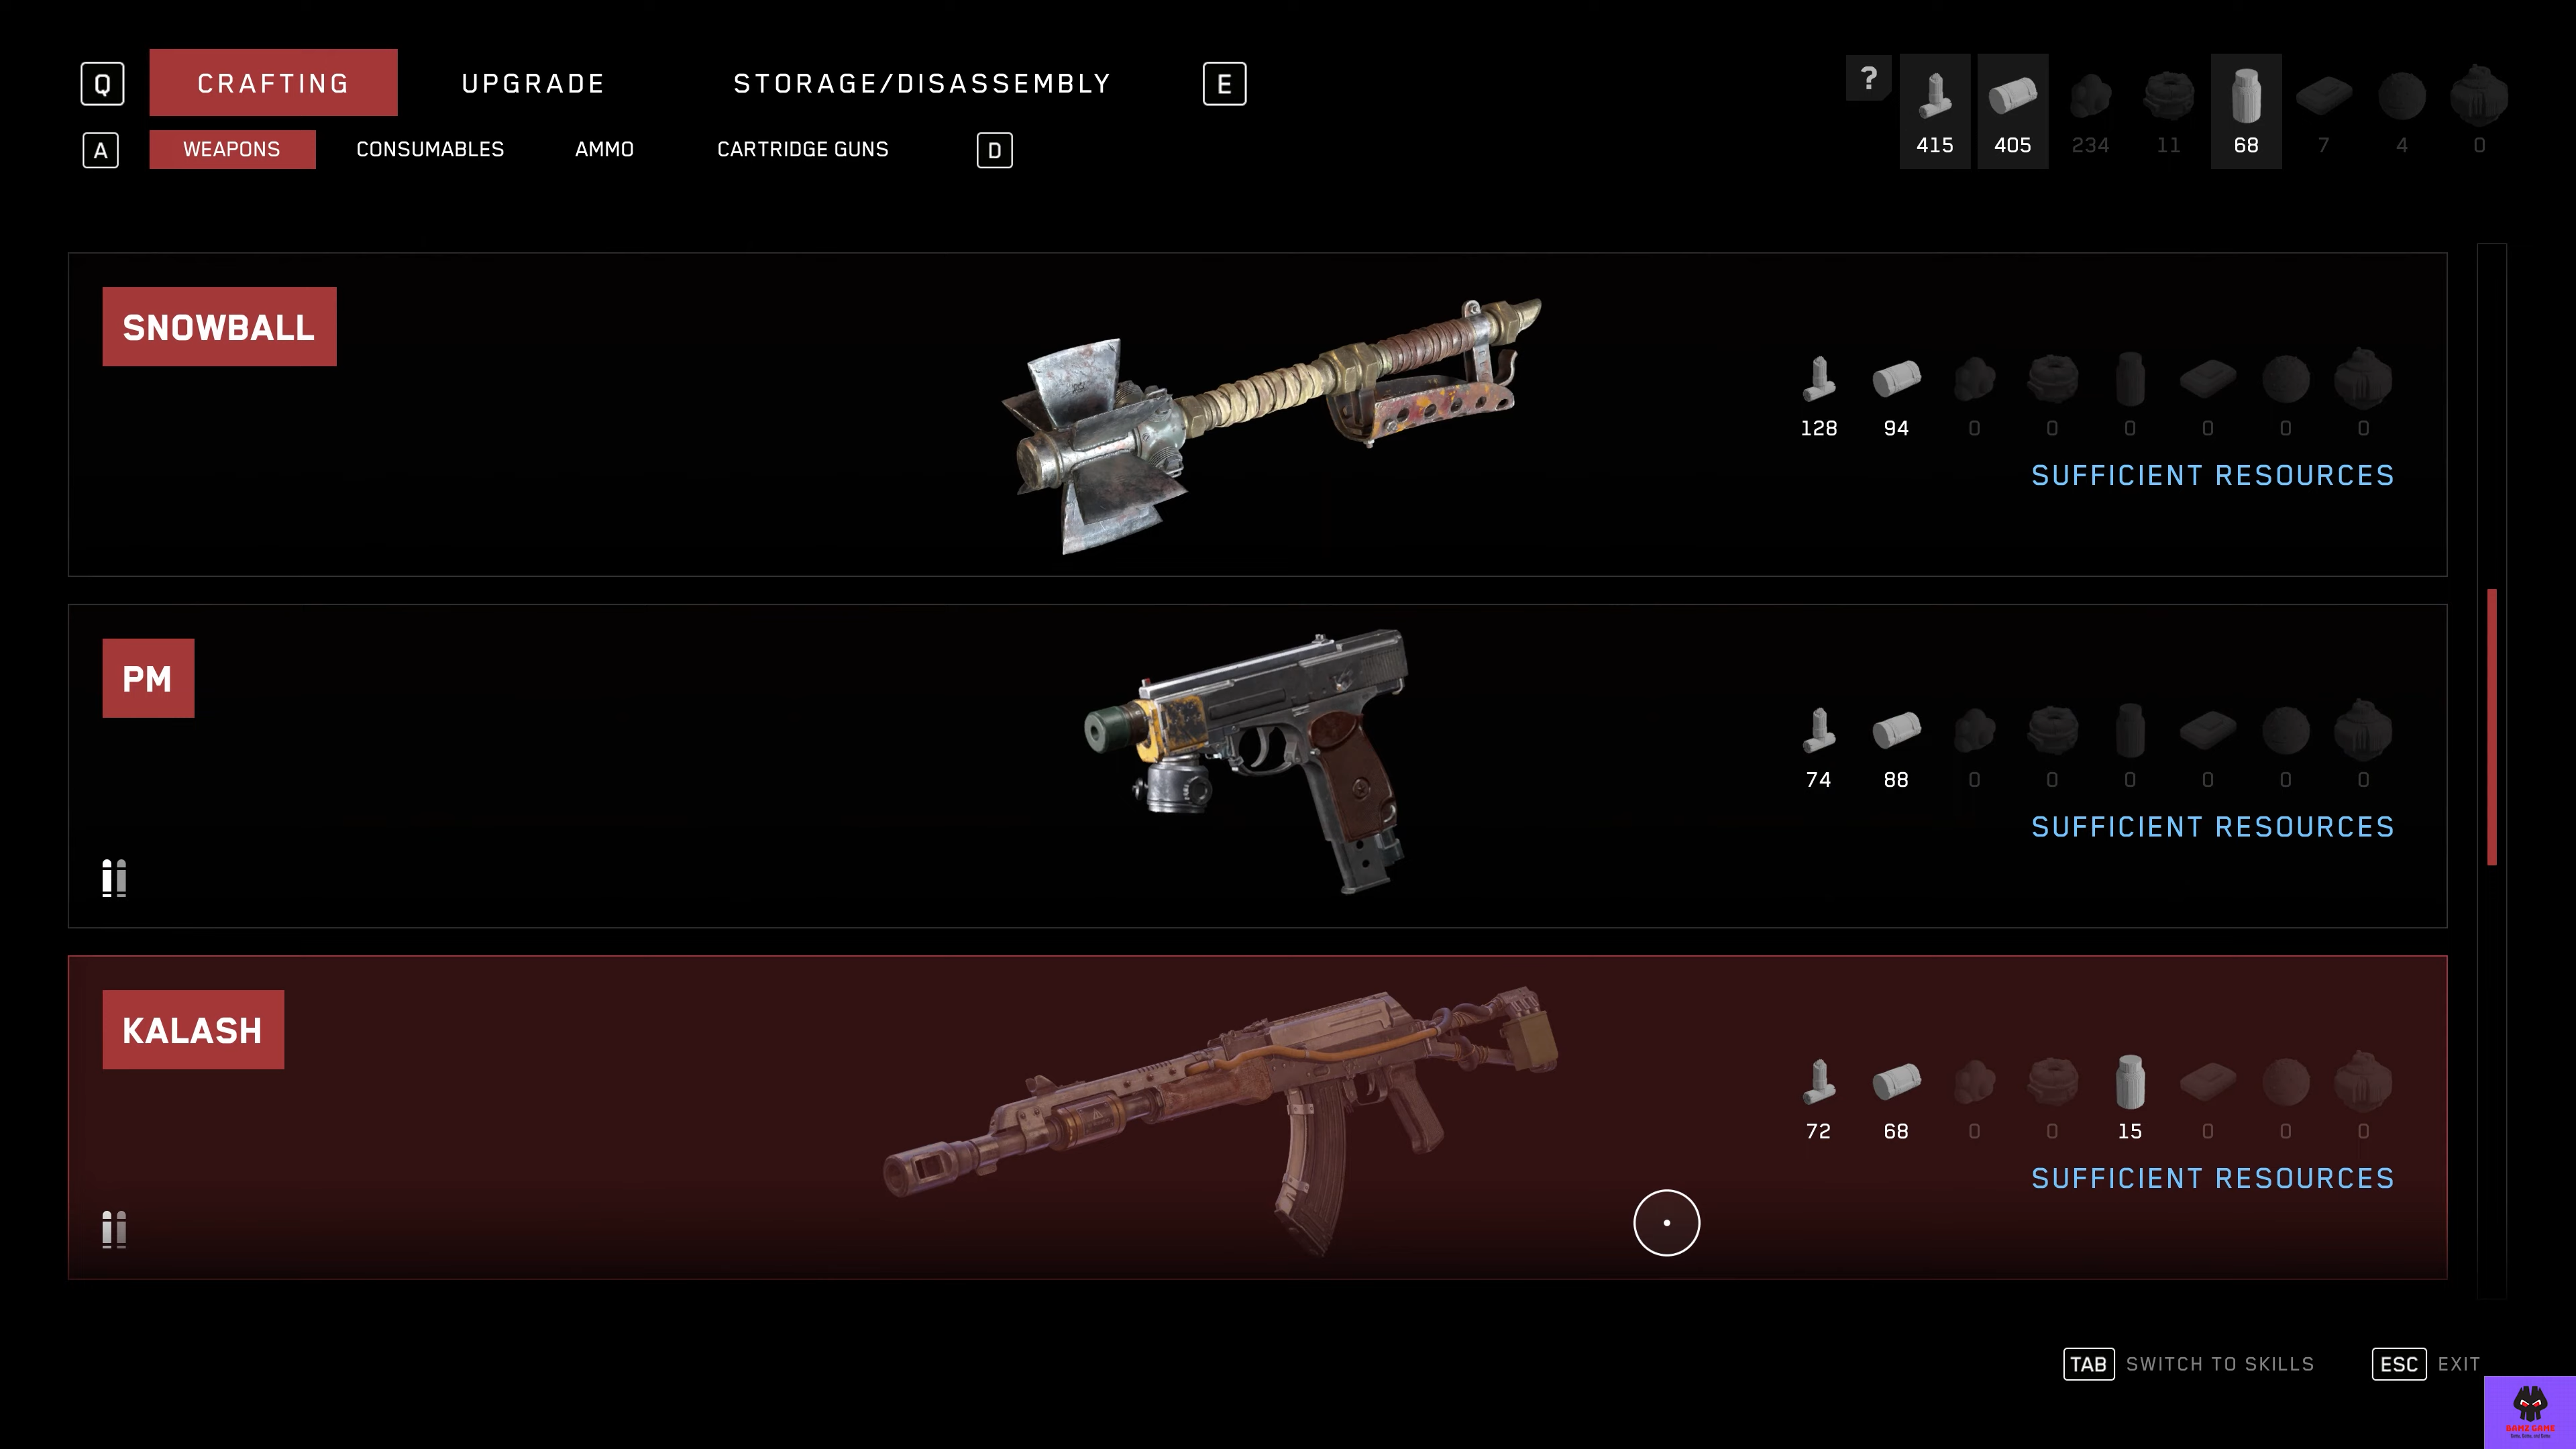 Q CRAFTING UPGRADE STORAGE/DISASSEMBLY E
A WEAPONS CONSUMABLES AMMO CARTRIDGE GUNS D
?
415 405 234 11 68 7 4 0
SNOWBALL
128 94 0 0 0 0 0 0
SUFFICIENT RESOURCES
PM
74 88 0 0 0 0 0 0
SUFFICIENT RESOURCES
KALASH
72 68 0 0 15 0 0 0
SUFFICIENT RESOURCES
TAB SWITCH TO SKILLS ESC EXIT
GAMZ GAME